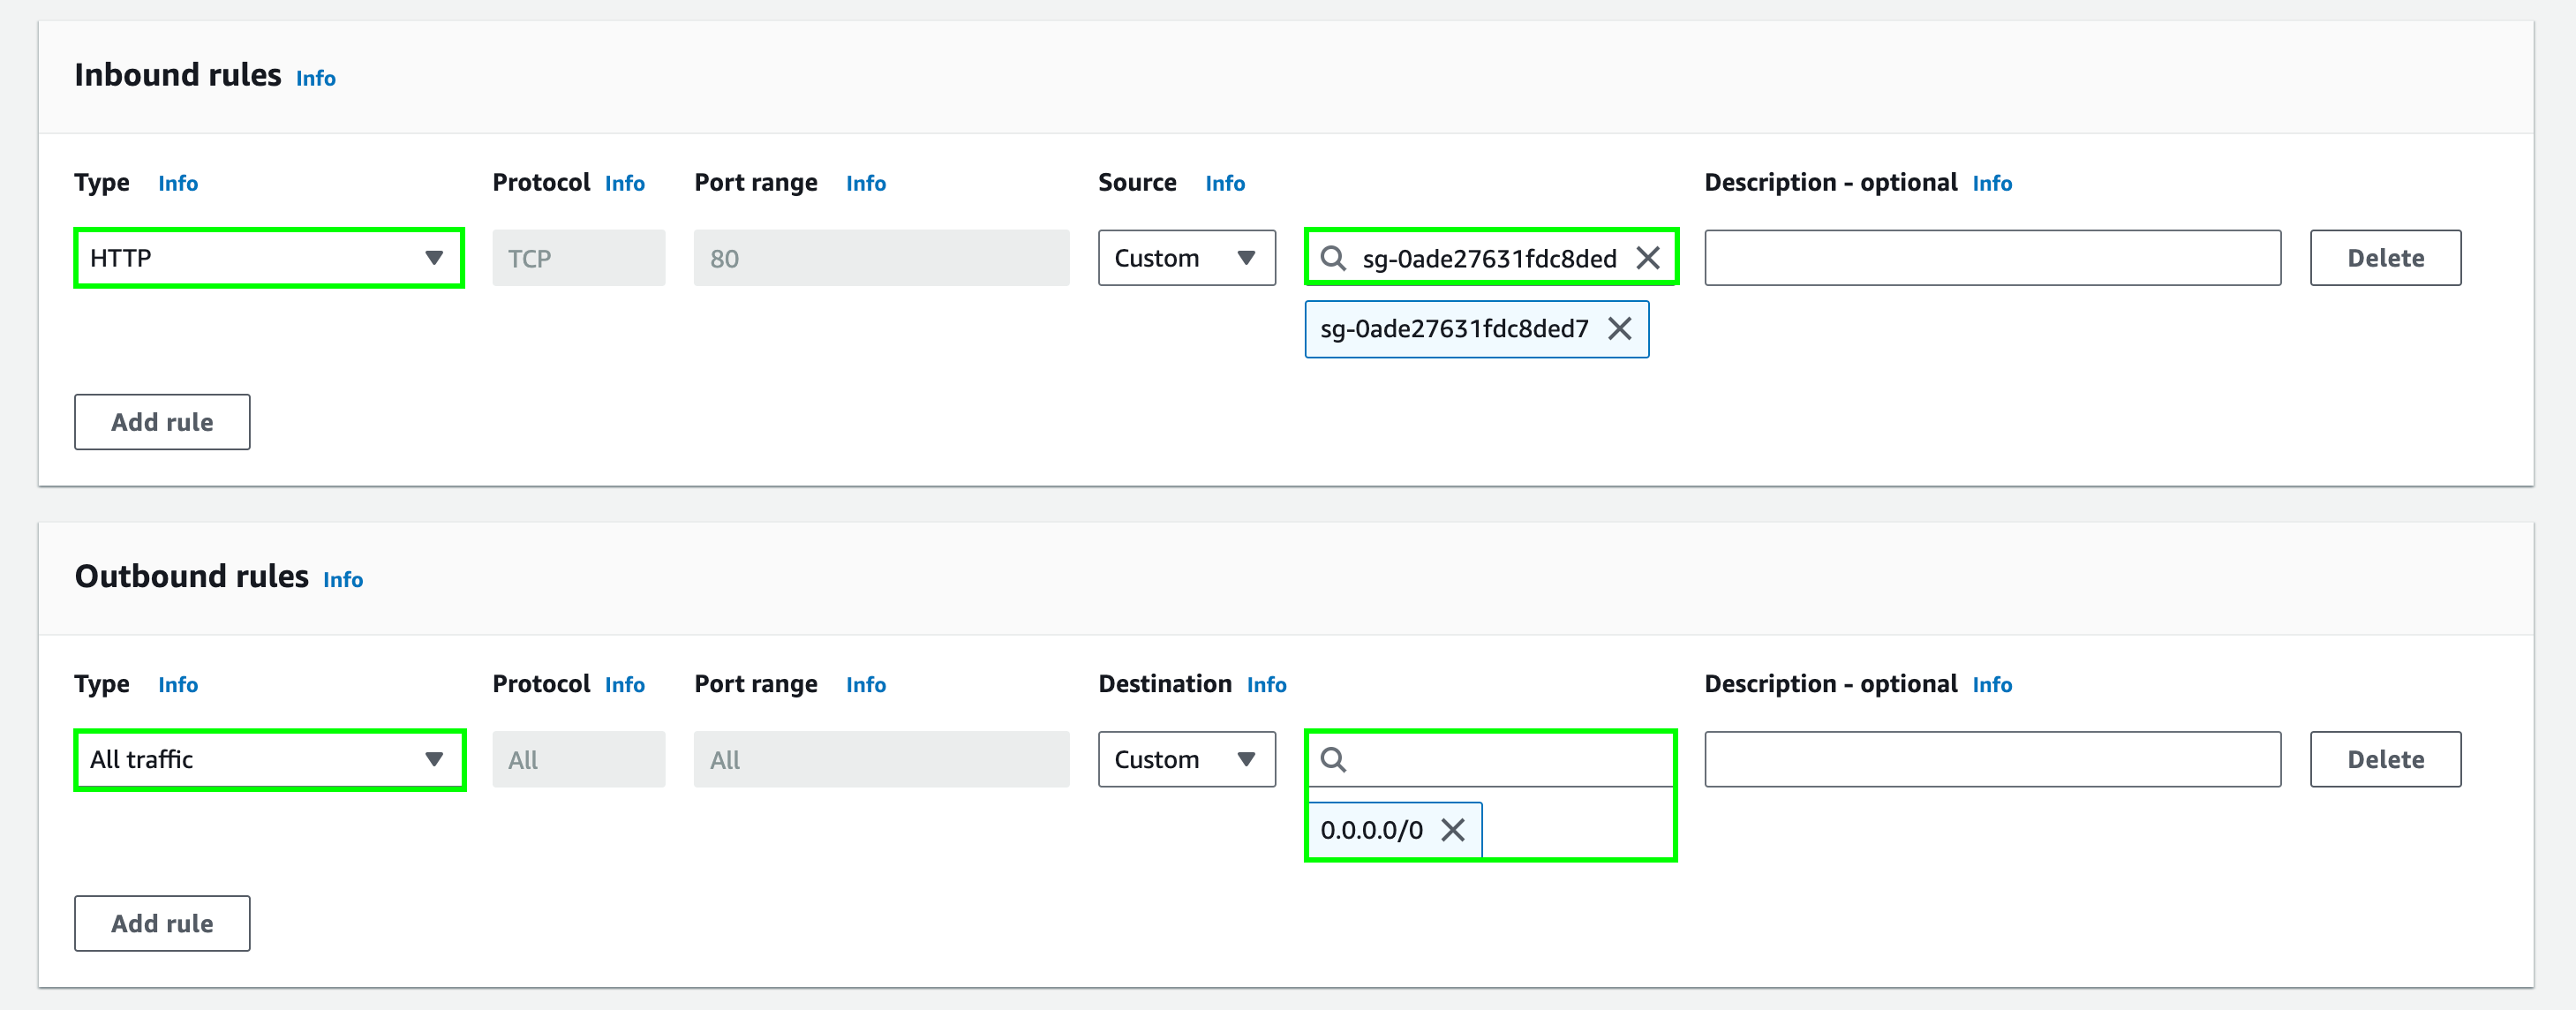 Inbound rules Info
Type Info Protocol Info Port range Info Source Info Description - optional Info
HTTP TCP 80 Custom sg-0ade27631fdc8ded Delete
sg-0ade27631fdc8ded7
Add rule
Outbound rules Info
Type Info Protocol Info Port range Info Destination Info Description - optional Info
All traffic All All Custom Delete
0.0.0.0/0
Add rule